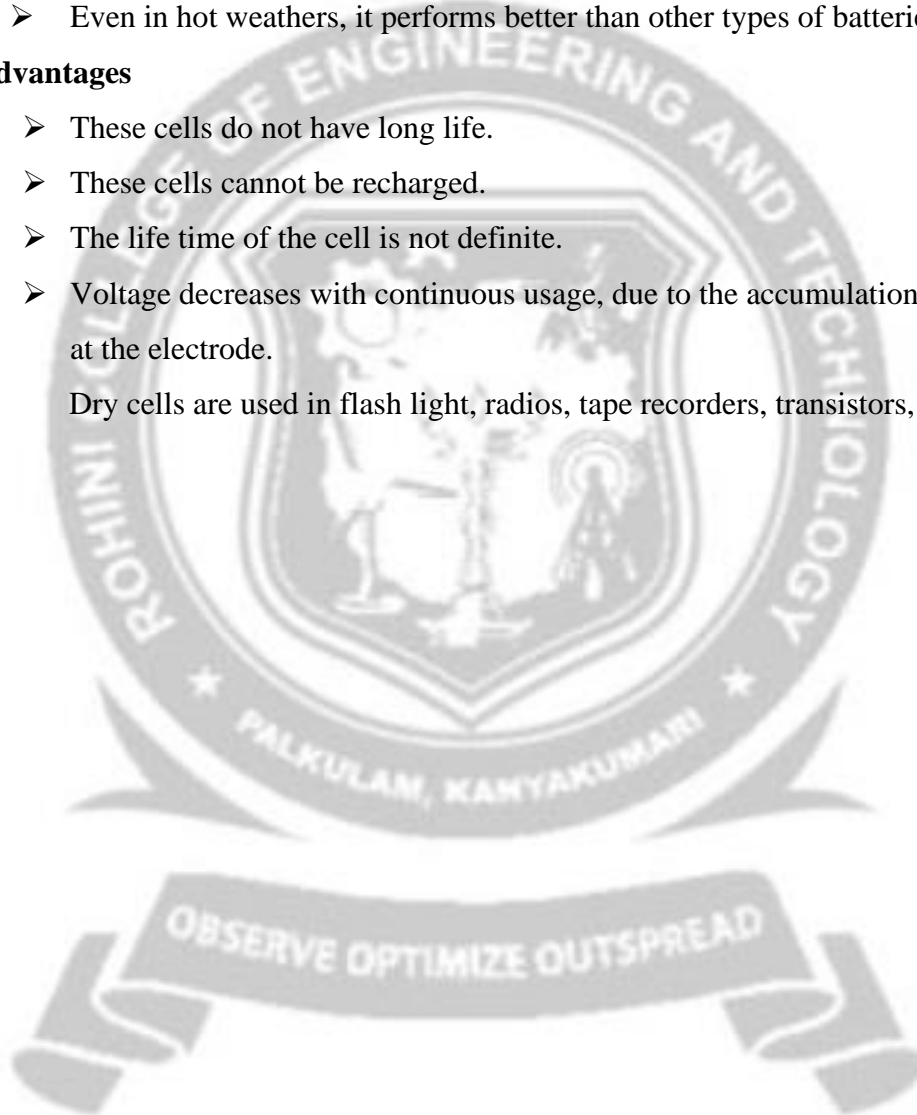 ➤ Even in hot weathers, it performs better than other types of batteri
dvantages
➤ These cells do not have long life.
➤ These cells cannot be recharged.
➤ The life time of the cell is not definite.
➤ Voltage decreases with continuous usage, due to the accumulation
at the electrode.
Dry cells are used in flash light, radios, tape recorders, transistors,
ROHINI COLLEGE OF ENGINEERING AND TECHNOLOGY
PALKULAM, KANYAKUMARI
OBSERVE OPTIMIZE OUTSPREAD